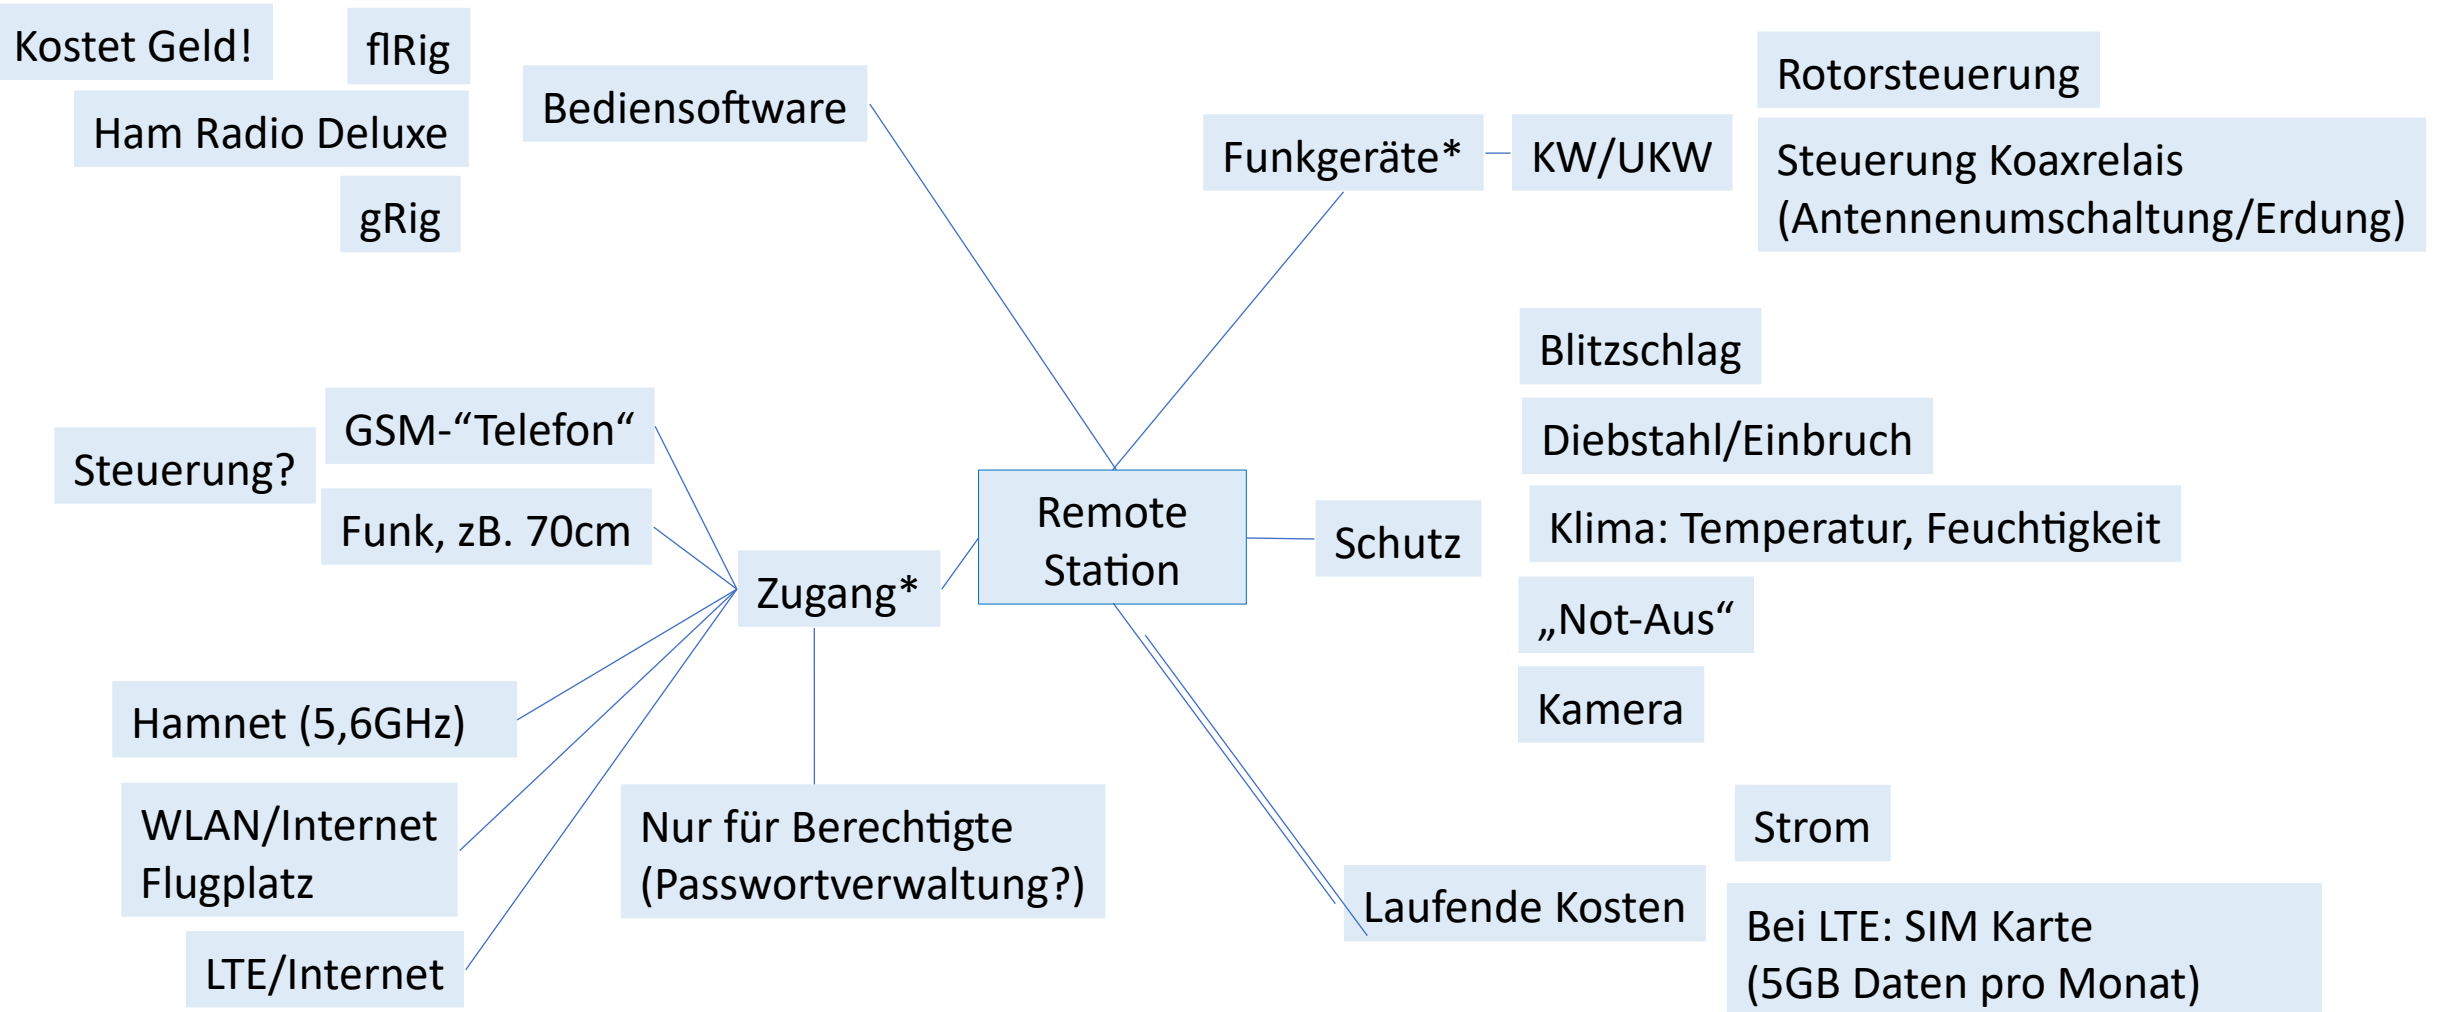 Kostet Geld!
flRig
Ham Radio Deluxe
gRig
Bediensoftware
Funkgeräte*
KW/UKW
Rotorsteuerung
Steuerung Koaxrelais
(Antennenumschaltung/Erdung)
Blitzschlag
Diebstahl/Einbruch
Klima: Temperatur, Feuchtigkeit
„Not-Aus“
Kamera
Schutz
Remote
Station
Zugang*
GSM-“Telefon“
Steuerung?
Funk, zB. 70cm
Hamnet (5,6GHz)
WLAN/Internet
Flugplatz
LTE/Internet
Nur für Berechtigte
(Passwortverwaltung?)
Laufende Kosten
Strom
Bei LTE: SIM Karte
(5GB Daten pro Monat)